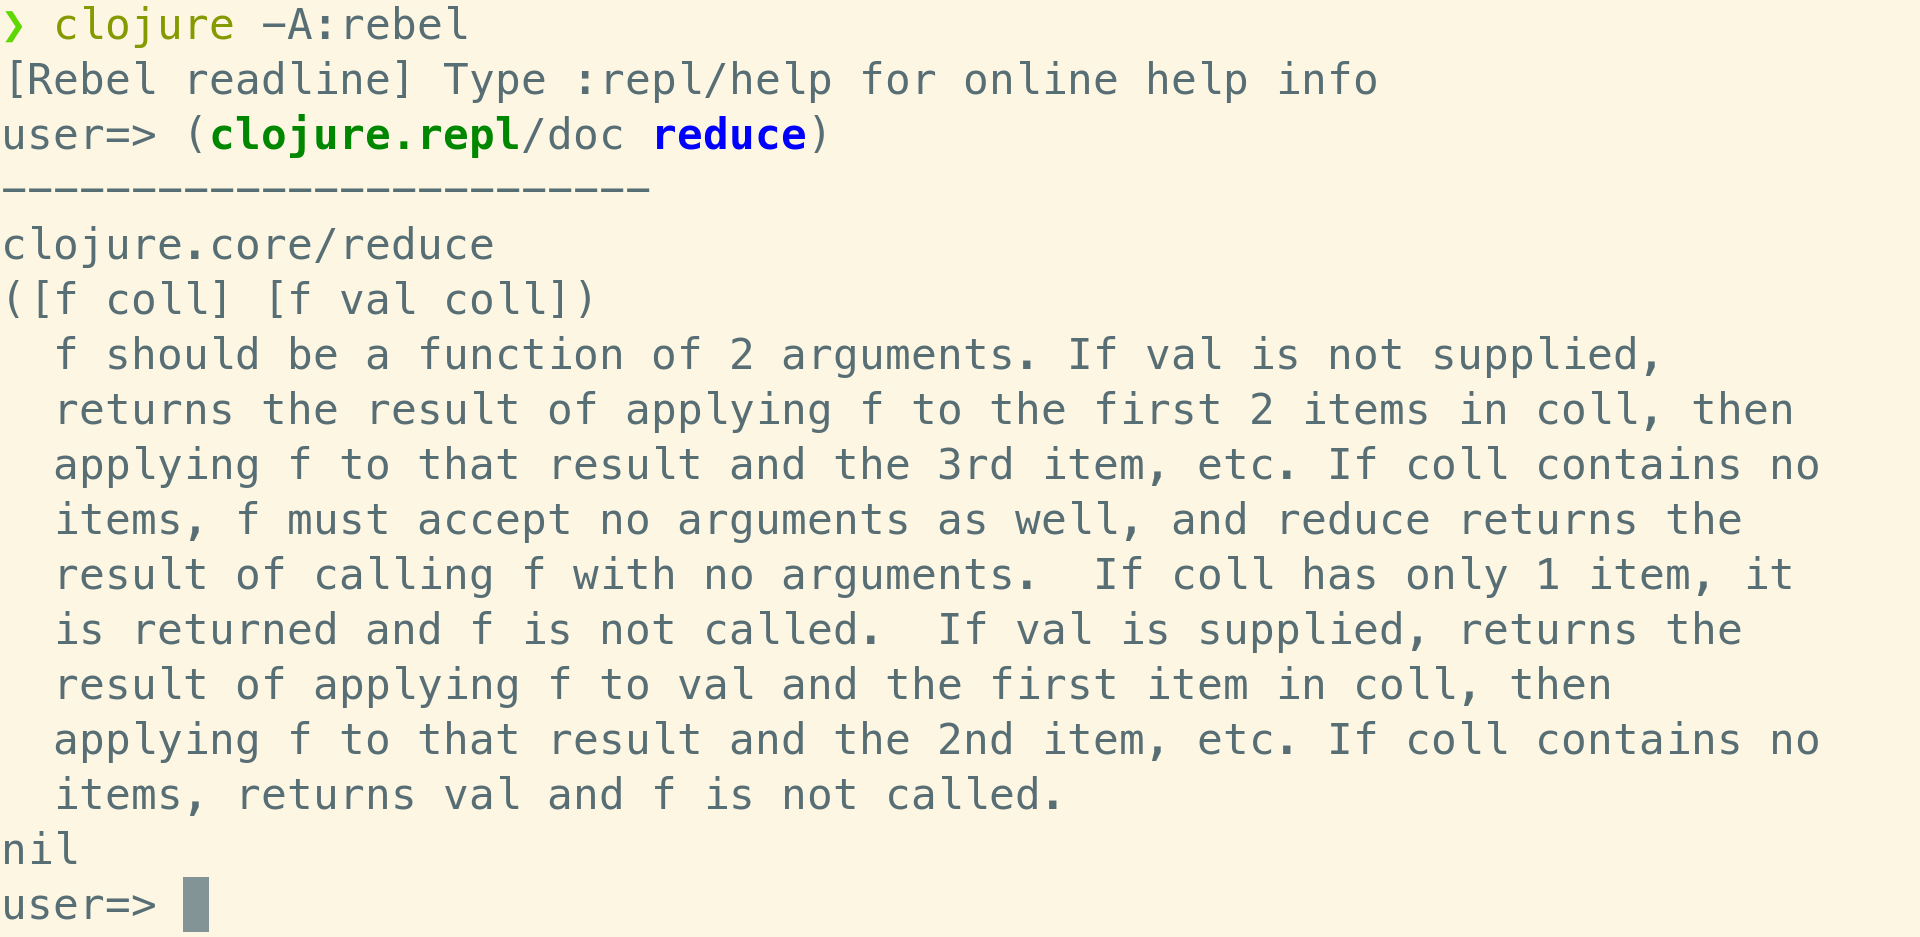 ❯ clojure -A:rebel
[Rebel readline] Type :repl/help for online help info
user=> (clojure.repl/doc reduce)
-------------------------
clojure.core/reduce
([f coll] [f val coll])
  f should be a function of 2 arguments. If val is not supplied,
  returns the result of applying f to the first 2 items in coll, then
  applying f to that result and the 3rd item, etc. If coll contains no
  items, f must accept no arguments as well, and reduce returns the
  result of calling f with no arguments.  If coll has only 1 item, it
  is returned and f is not called.  If val is supplied, returns the
  result of applying f to val and the first item in coll, then
  applying f to that result and the 2nd item, etc. If coll contains no
  items, returns val and f is not called.
nil
user=>